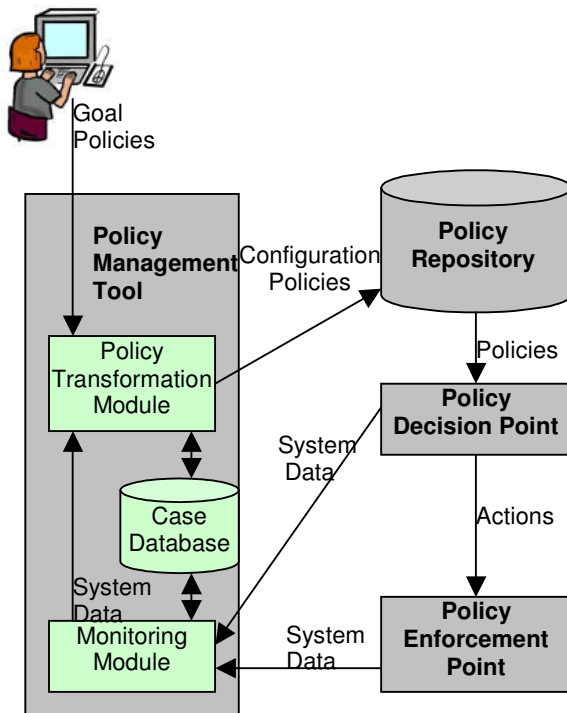 Goal
Policies
Policy
Management
Tool
Configuration
Policies
Policy
Repository
Policy
Transformation
Module
Policies
Policy
Decision Point
System
Data
Case
Database
Actions
System
Data
Monitoring
Module
System
Data
Policy
Enforcement
Point